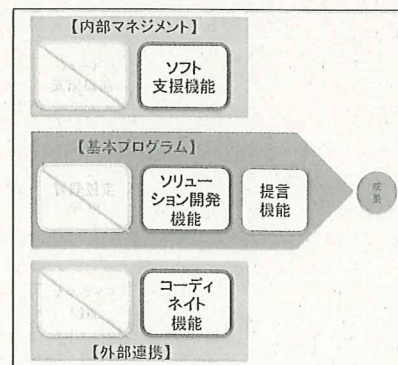 【内部マネジメント】
ソフト
支援機能
【基本プログラム】
ソリュー
ション開発
機能
提言
機能
成
果
コーディ
ネイト
機能
【外部連携】